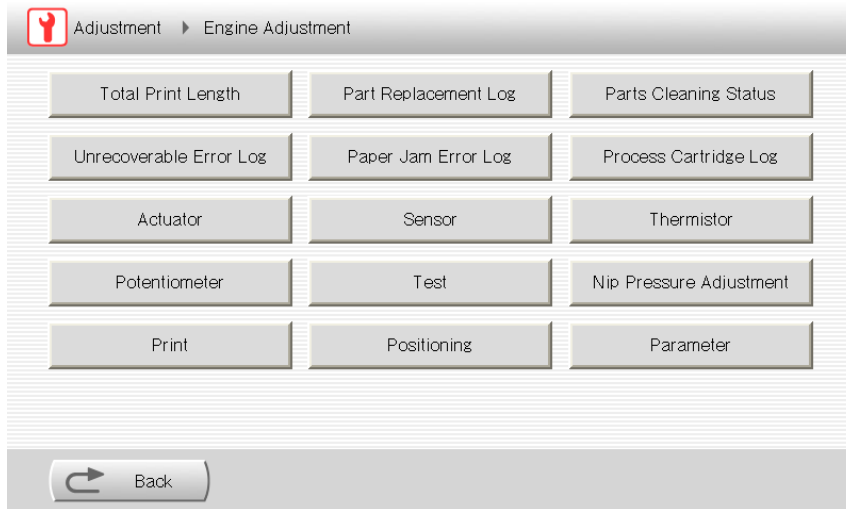 Adjustment ▶ Engine Adjustment
Total Print Length Part Replacement Log Parts Cleaning Status
Unrecoverable Error Log Paper Jam Error Log Process Cartridge Log
Actuator Sensor Thermistor
Potentiometer Test Nip Pressure Adjustment
Print Positioning Parameter
Back